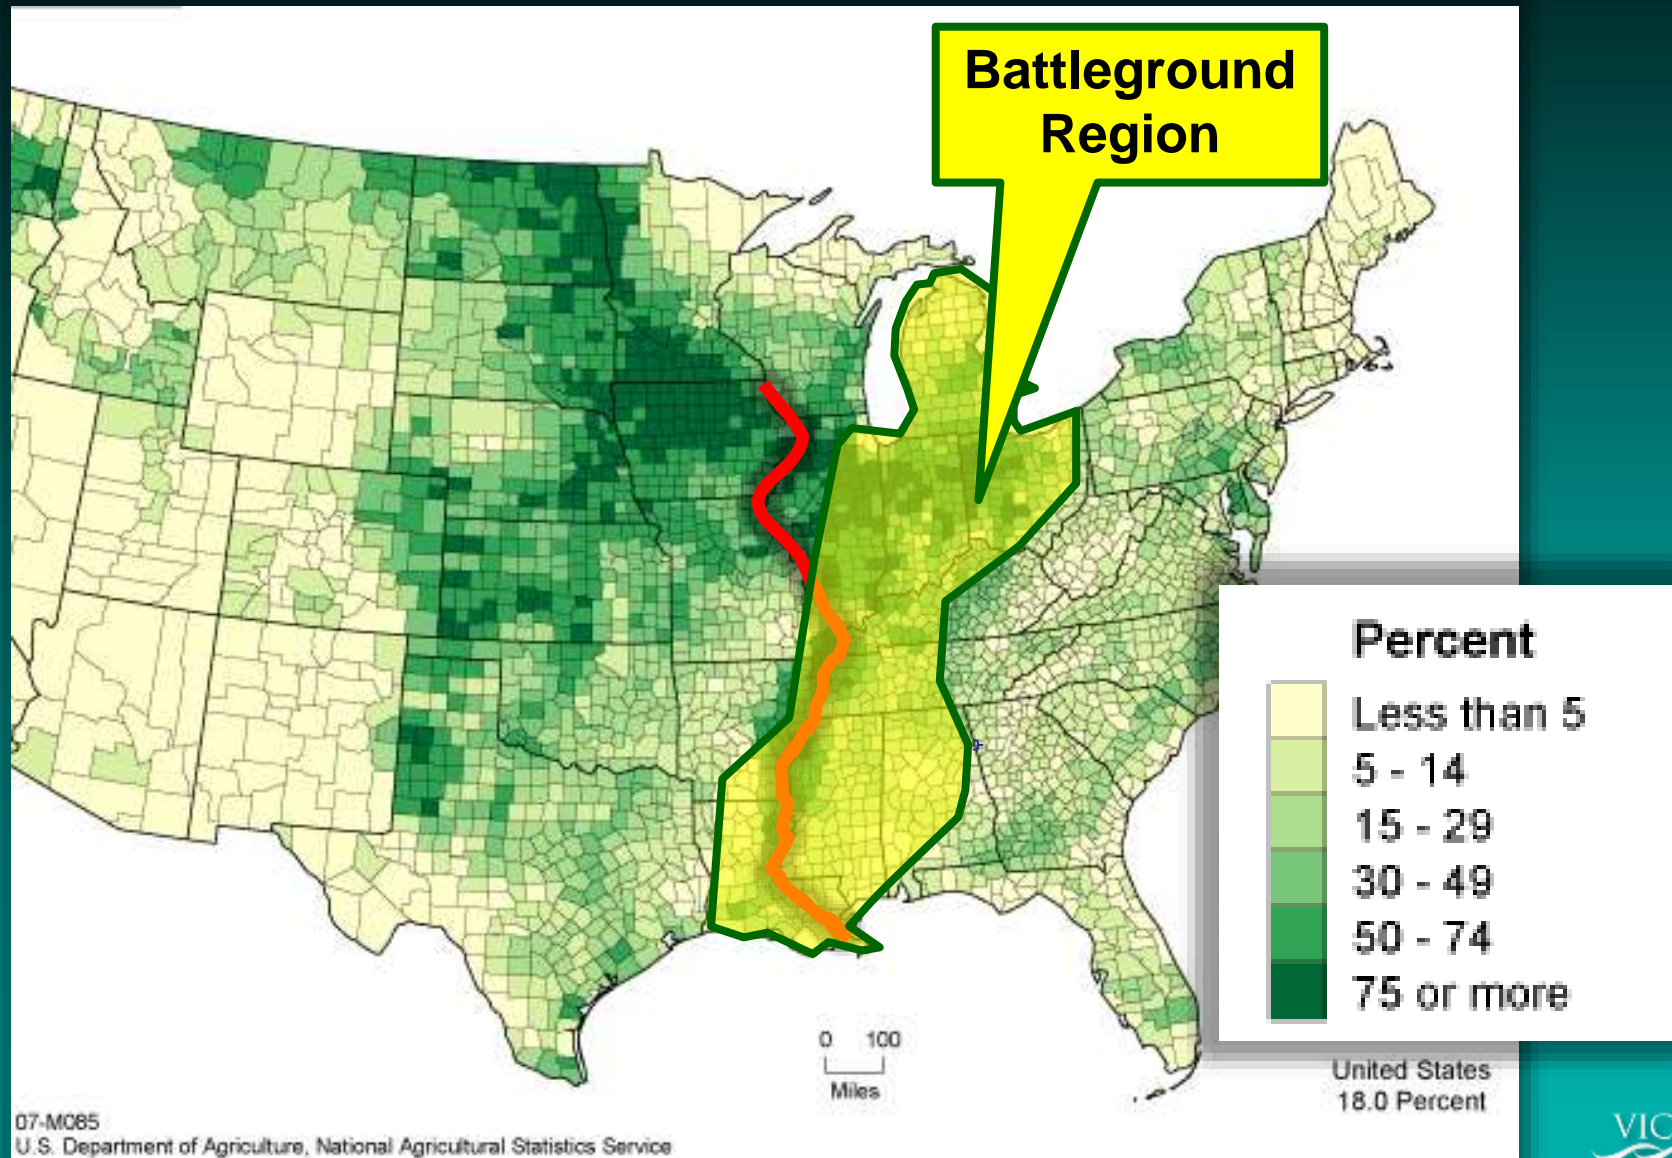 Battleground
Region
Percent
Less than 5
5 - 14
15 - 29
30 - 49
50 - 74
75 or more
0 100
Miles
United States
18.0 Percent
07-M085
U.S. Department of Agriculture, National Agricultural Statistics Service
VIC